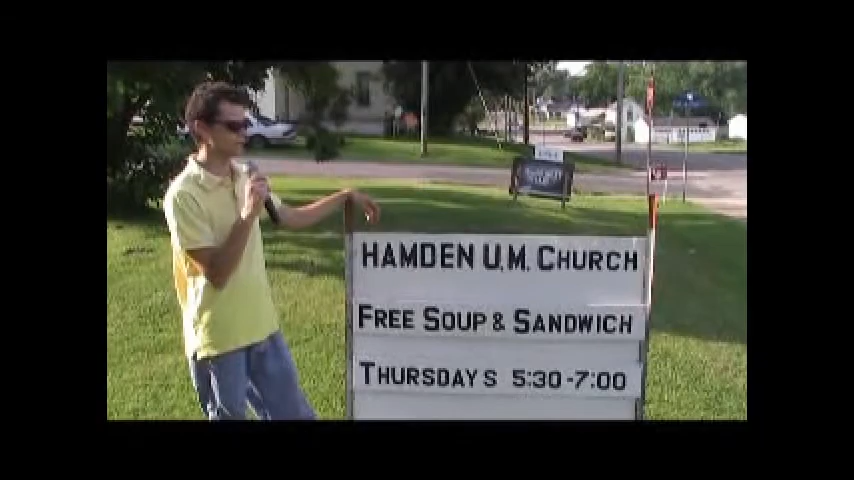 HAMDEN U.M. CHURCH
FREE SOUP & SANDWICH
THURSDAYS 5:30-7:00